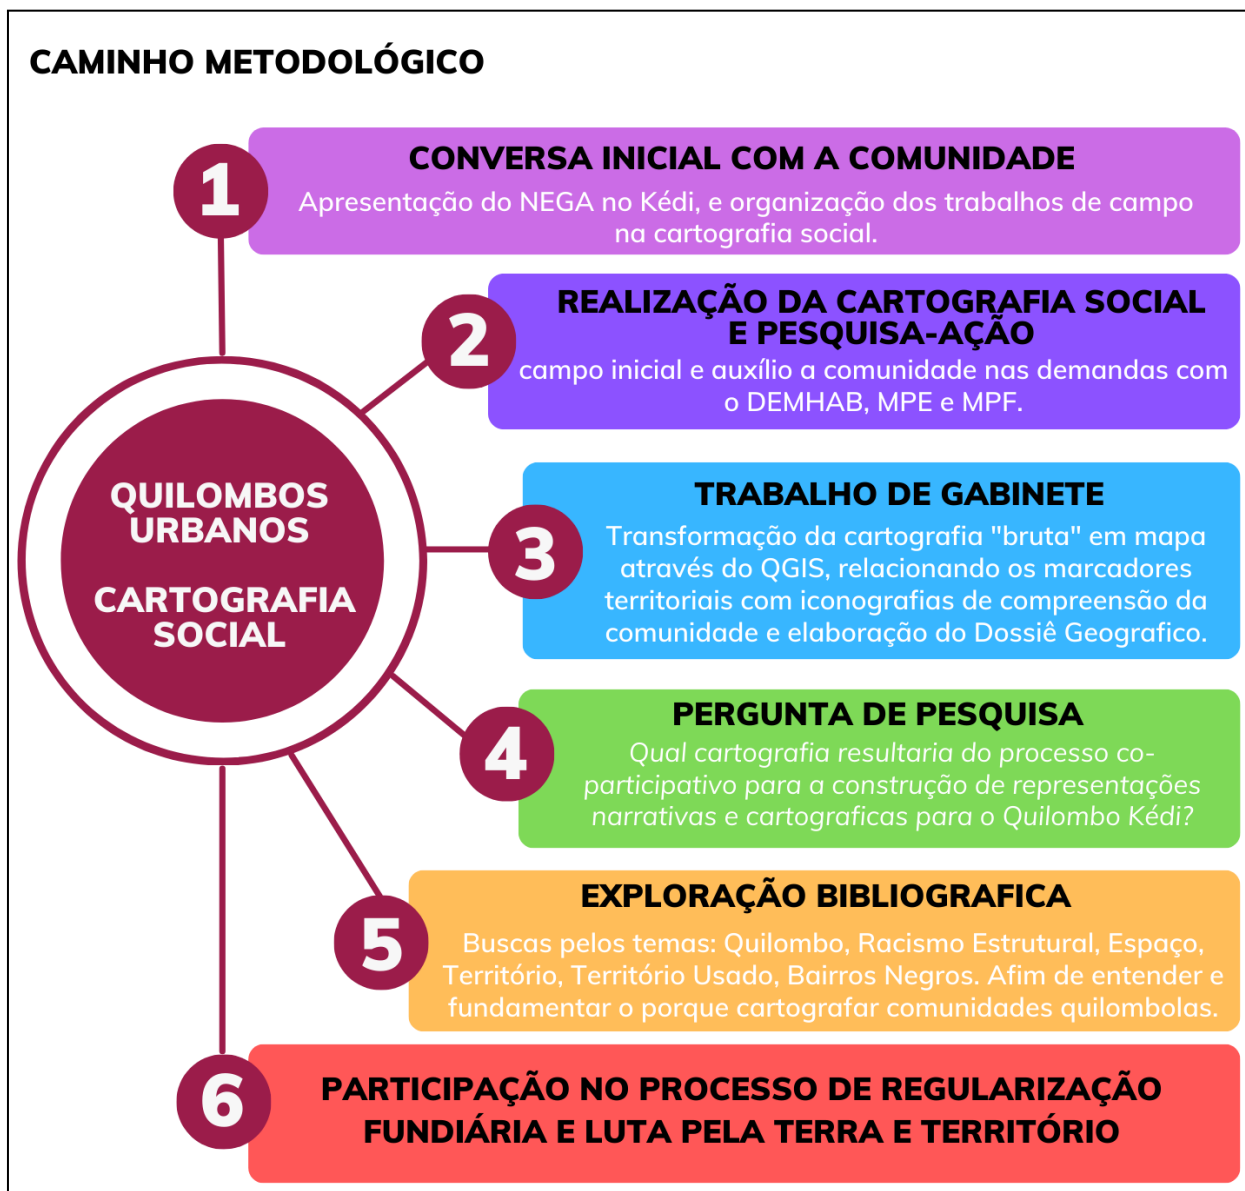 CAMINHO METODOLÓGICO
1
CONVERSA INICIAL COM A COMUNIDADE
Apresentação do NEGA no Kédi, e organização dos trabalhos de campo
na cartografia social.
2
REALIZAÇÃO DA CARTOGRAFIA SOCIAL
E PESQUISA-AÇÃO
campo inicial e auxílio a comunidade nas demandas com
o DEMHAB, MPE e MPF.
QUILOMBOS
URBANOS
CARTOGRAFIA
SOCIAL
3
TRABALHO DE GABINETE
Transformação da cartografia "bruta" em mapa
através do QGIS, relacionando os marcadores
territoriais com iconografias de compreensão da
comunidade e elaboração do Dossiê Geografico.
4
PERGUNTA DE PESQUISA
Qual cartografia resultaria do processo co-
participativo para a construção de representações
narrativas e cartograficas para o Quilombo Kédi?
5
EXPLORAÇÃO BIBLIOGRAFICA
Buscas pelos temas: Quilombo, Racismo Estrutural, Espaço,
Território, Território Usado, Bairros Negros. Afim de entender e
fundamentar o porque cartografar comunidades quilombolas.
6
PARTICIPAÇÃO NO PROCESSO DE REGULARIZAÇÃO
FUNDIÁRIA E LUTA PELA TERRA E TERRITÓRIO